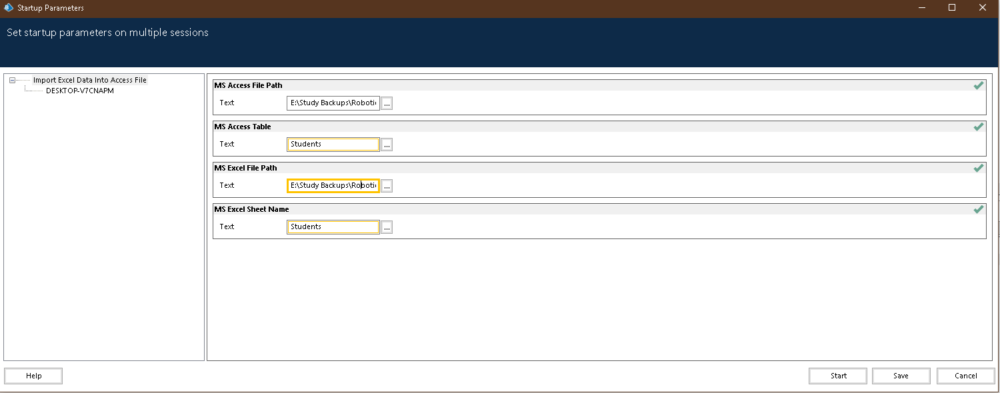 Startup Parameters
Set startup parameters on multiple sessions
Import Excel Data Into Access File
DESKTOP-V7CNAPM
MS Access File Path
Text E:\Study Backups\Roboti ...
MS Access Table
Text Students ...
MS Excel File Path
Text E:\Study Backups\Roboti ...
MS Excel Sheet Name
Text Students ...
Help Start Save Cancel